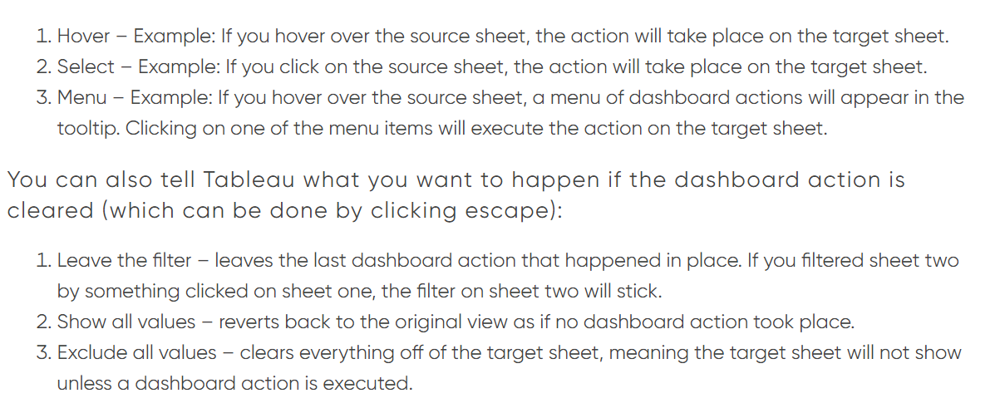 1. Hover – Example: If you hover over the source sheet, the action will take place on the target sheet.
2. Select – Example: If you click on the source sheet, the action will take place on the target sheet.
3. Menu – Example: If you hover over the source sheet, a menu of dashboard actions will appear in the
tooltip. Clicking on one of the menu items will execute the action on the target sheet.
You can also tell Tableau what you want to happen if the dashboard action is
cleared (which can be done by clicking escape):
1. Leave the filter – leaves the last dashboard action that happened in place. If you filtered sheet two
by something clicked on sheet one, the filter on sheet two will stick.
2. Show all values – reverts back to the original view as if no dashboard action took place.
3. Exclude all values – clears everything off of the target sheet, meaning the target sheet will not show
unless a dashboard action is executed.